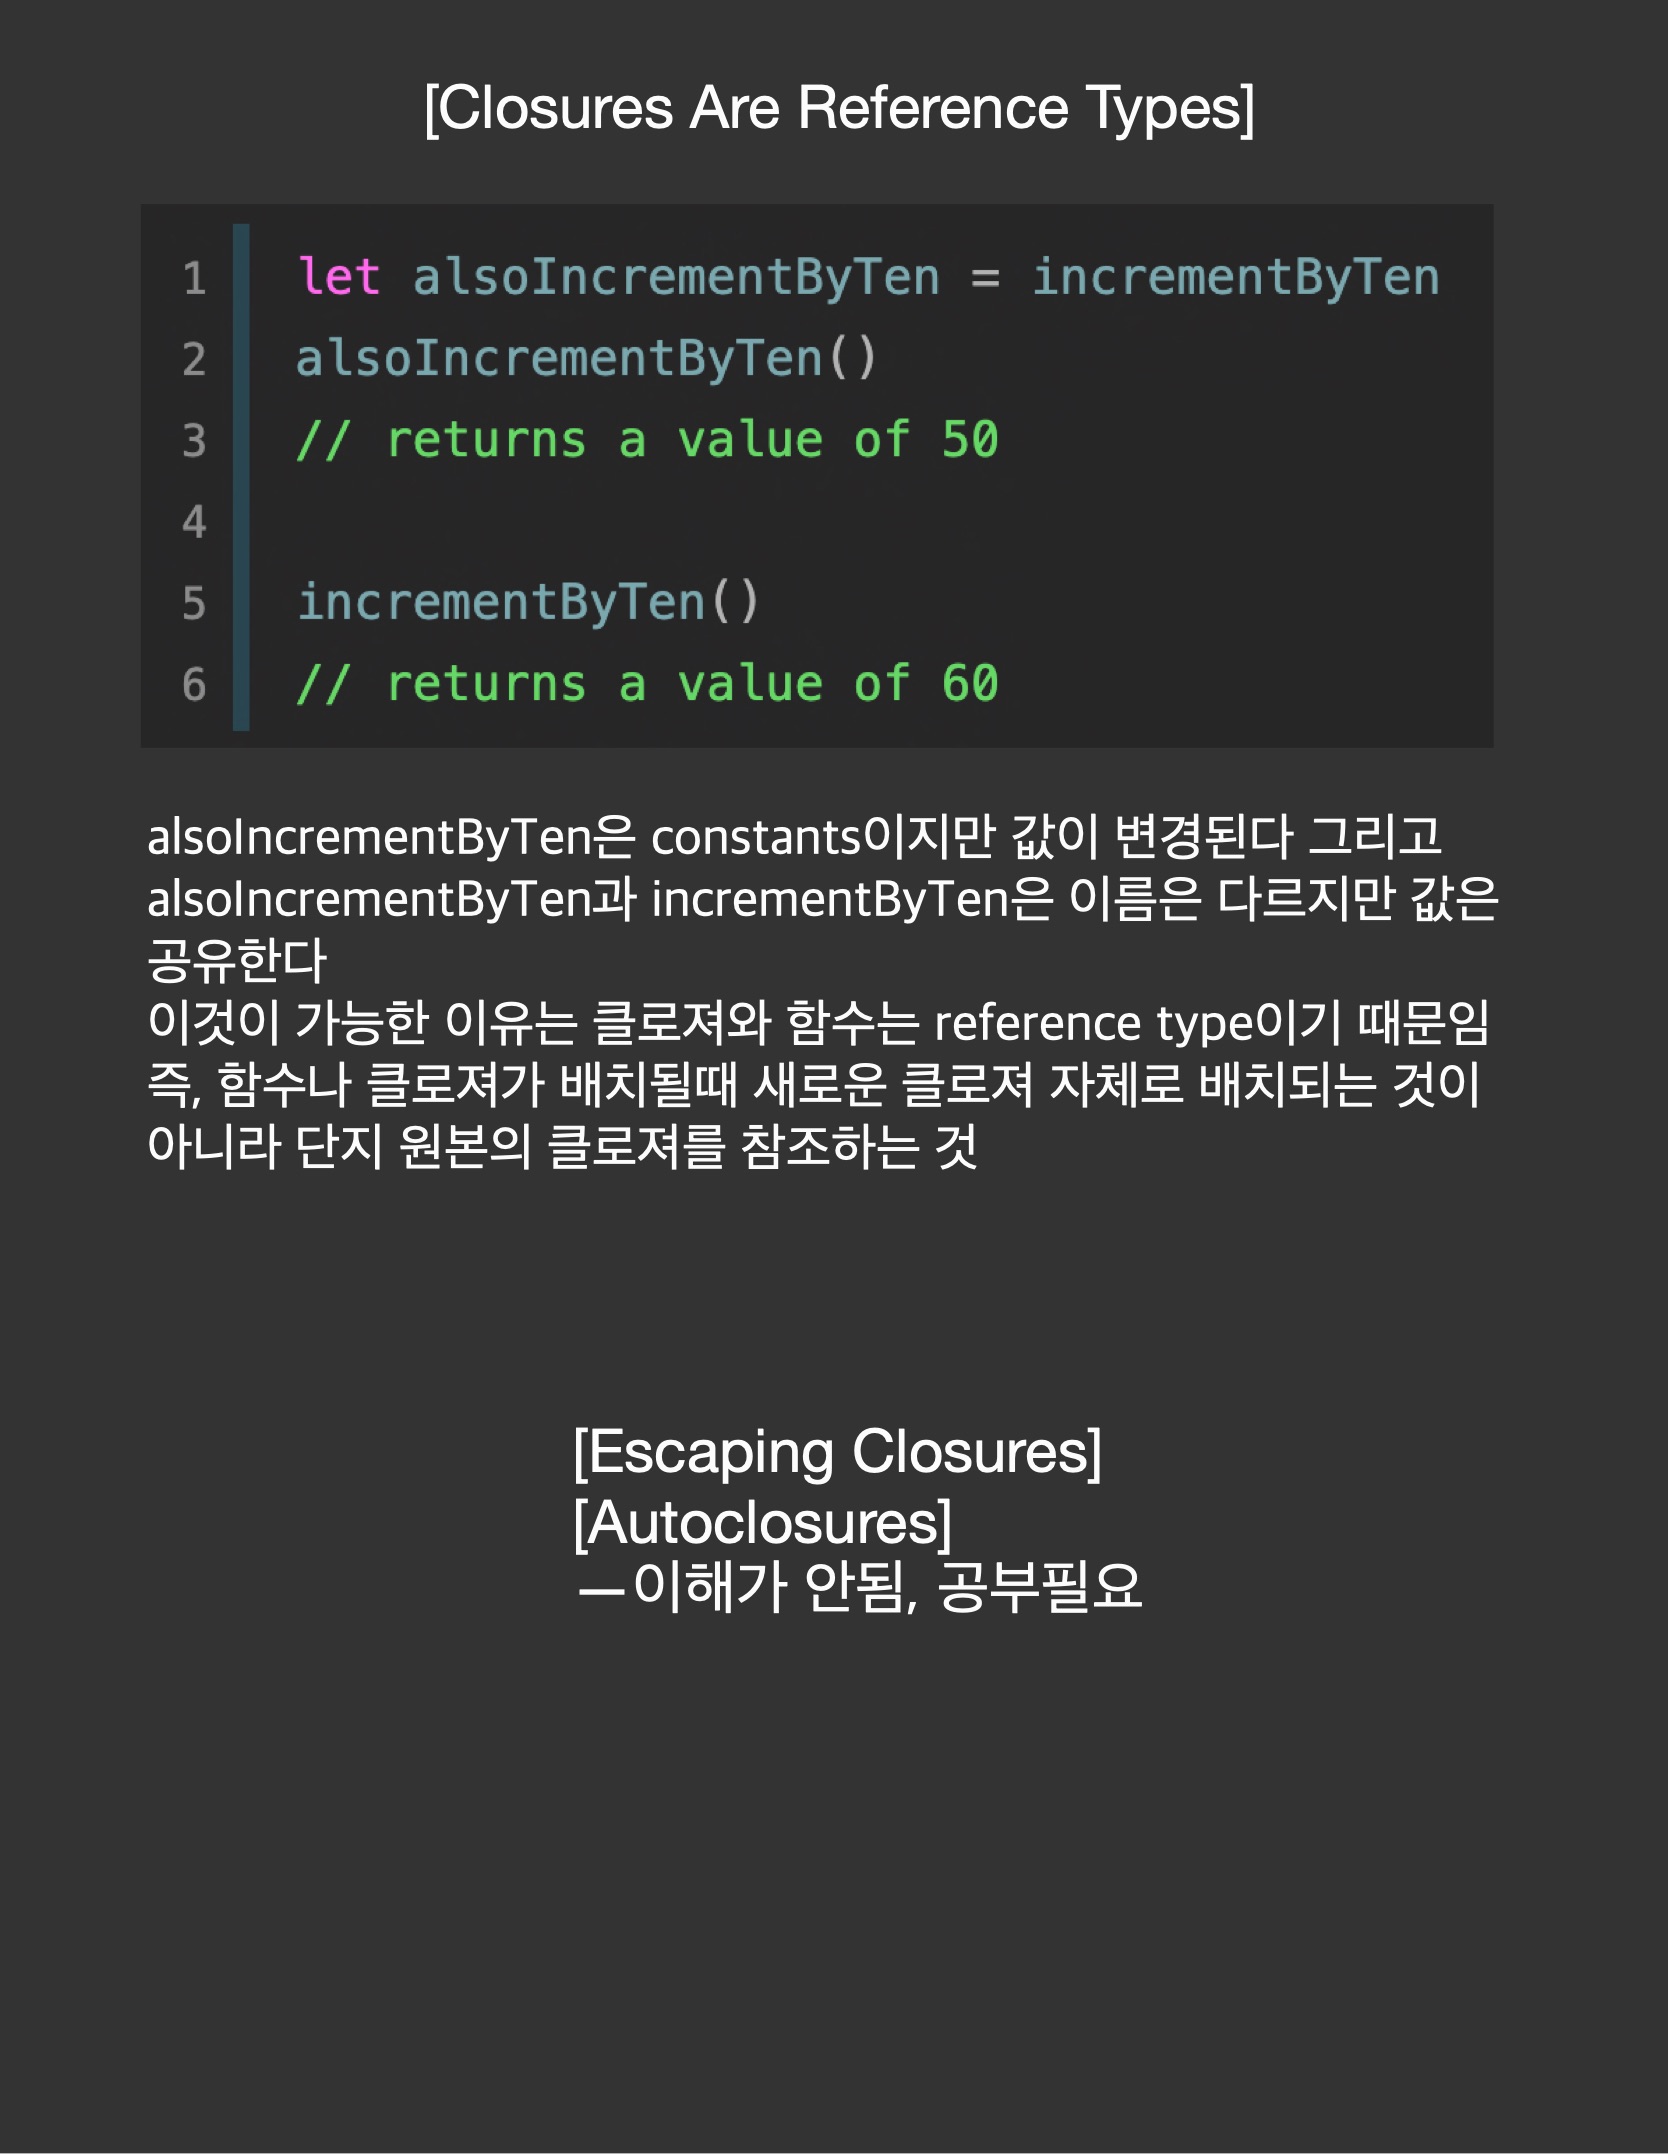 [Closures Are Reference Types]
1 let alsoIncrementByTen = incrementByTen
2 alsoIncrementByTen()
3 // returns a value of 50
4
5 incrementByTen()
6 // returns a value of 60
alsoIncrementByTen은 constants이지만 값이 변경된다 그리고
alsoIncrementByTen과 incrementByTen은 이름은 다르지만 값은
공유한다
이것이 가능한 이유는 클로져와 함수는 reference type이기 때문임
즉, 함수나 클로져가 배치될때 새로운 클로져 자체로 배치되는 것이
아니라 단지 원본의 클로져를 참조하는 것
[Escaping Closures]
[Autoclosures]
—이해가 안됨, 공부필요